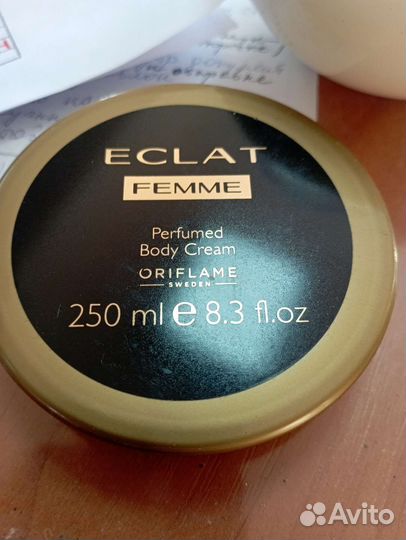 ECLAT
FEMME
Perfumed
Body Cream
ORIFLAME
SWEDEN
250 ml e 8.3 fl.oz
Avito